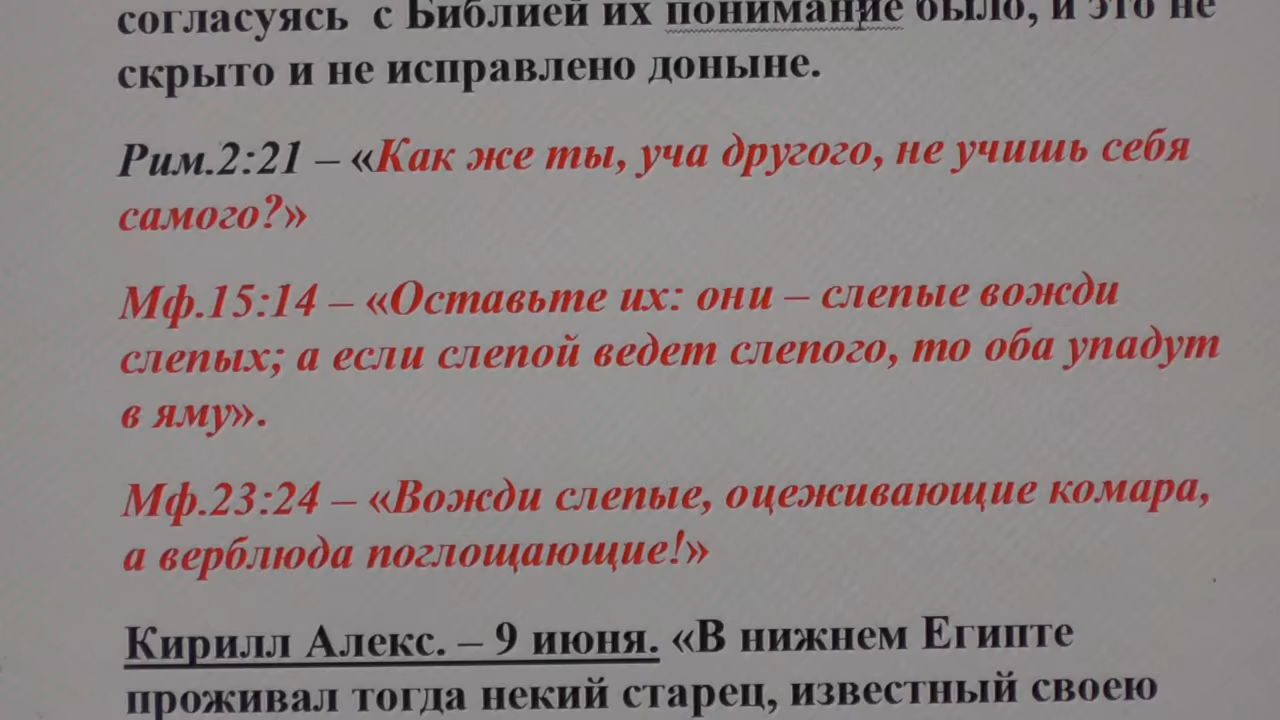 согласуясь с Библией их понимание было, и это не
скрыто и не исправлено доныне.
Рим.2:21 – «Как же ты, уча другого, не учишь себя
самого?»
Мф.15:14 – «Оставьте их: они – слепые вожди
слепых; а если слепой ведет слепого, то оба упадут
в яму».
Мф.23:24 – «Вожди слепые, оцеживающие комара,
а верблюда поглощающие!»
Кирилл Алекс. – 9 июня. «В нижнем Египте
проживал тогда некий старец, известный своею